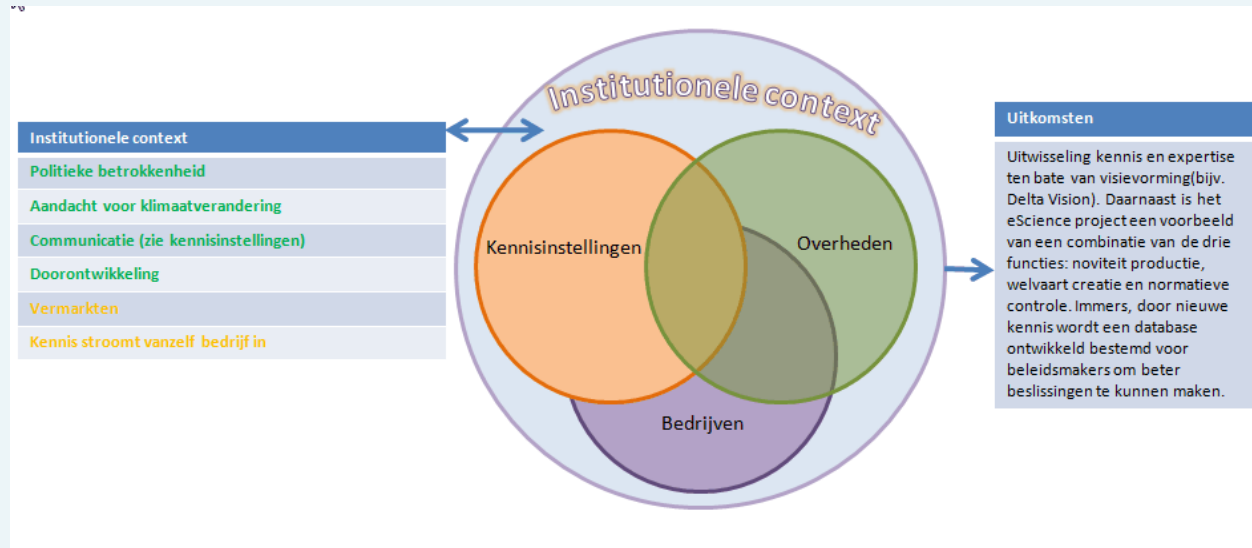 Institutionele context
Institutionele context
Politieke betrokkenheid
Aandacht voor klimaatverandering
Communicatie (zie kennisinstellingen)
Doorontwikkeling
Vermarkten
Kennis stroomt vanzelf bedrijf in
Kennisinstellingen
Overheden
Bedrijven
Uitkomsten
Uitwisseling kennis en expertise
ten bate van visievorming(bijv.
Delta Vision). Daarnaast is het
eScience project een voorbeeld
van een combinatie van de drie
functies: noviteit productie,
welvaart creatie en normatieve
controle. Immers, door nieuwe
kennis wordt een database
ontwikkeld bestemd voor
beleidsmakers om beter
beslissingen te kunnen maken.